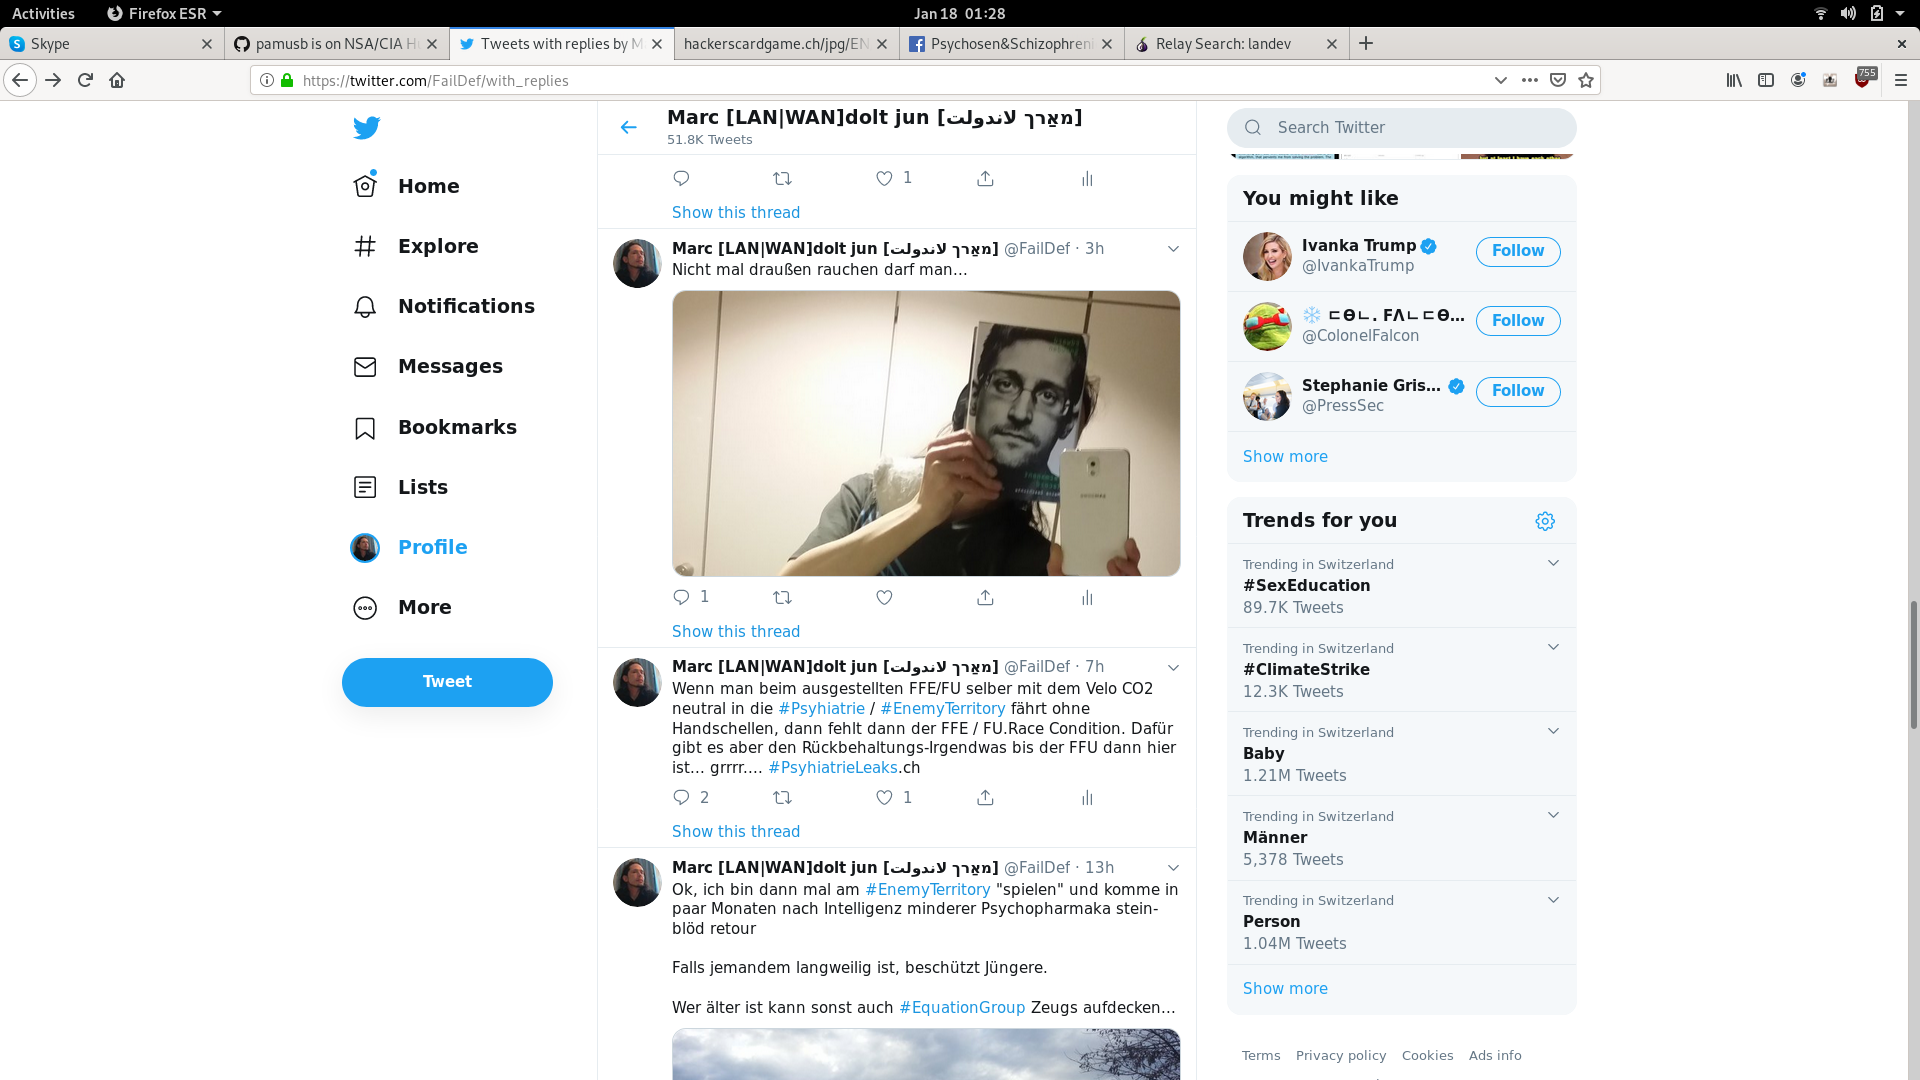 Activities
Firefox ESR
Jan 18 01:28
Skype
pamusb is on NSA/CIA H
Tweets with replies by M
hackerscardgame.ch/jpg/EN
Psychosen&Schizophreni
Relay Search: landev
https://twitter.com/FailDef/with_replies
755
Marc [LAN|WAN]dolt jun [מאַרך لاندولت]
51.8K Tweets
Search Twitter
Home
Explore
Notifications
Messages
Bookmarks
Lists
Profile
More
Tweet
1
Show this thread
Marc [LAN|WAN]dolt jun [מאַרך لاندولت] @FailDef · 3h
Nicht mal draußen rauchen darf man...
SAMSUNG
1
Show this thread
Marc [LAN|WAN]dolt jun [מאַרך لاندولت] @FailDef · 7h
Wenn man beim ausgestellten FFE/FU selber mit dem Velo CO2
neutral in die #Psyhiatrie / #EnemyTerritory fährt ohne
Handschellen, dann fehlt dann der FFE / FU.Race Condition. Dafür
gibt es aber den Rückbehaltungs-Irgendwas bis der FFU dann hier
ist... grrrr.... #PsyhiatrieLeaks.ch
2
1
Show this thread
Marc [LAN|WAN]dolt jun [מאַרך لاندولت] @FailDef · 13h
Ok, ich bin dann mal am #EnemyTerritory "spielen" und komme in
paar Monaten nach Intelligenz minderer Psychopharmaka stein-
blöd retour
Falls jemandem langweilig ist, beschützt Jüngere.
Wer älter ist kann sonst auch #EquationGroup Zeugs aufdecken...
You might like
Ivanka Trump
@IvankaTrump
Follow
❄️ ㄷѲㄴ. FΛㄴㄷѲ...
@ColonelFalcon
Follow
Stephanie Gris...
@PressSec
Follow
Show more
Trends for you
Trending in Switzerland
#SexEducation
89.7K Tweets
Trending in Switzerland
#ClimateStrike
12.3K Tweets
Trending in Switzerland
Baby
1.21M Tweets
Trending in Switzerland
Männer
5,378 Tweets
Trending in Switzerland
Person
1.04M Tweets
Show more
Terms Privacy policy Cookies Ads info